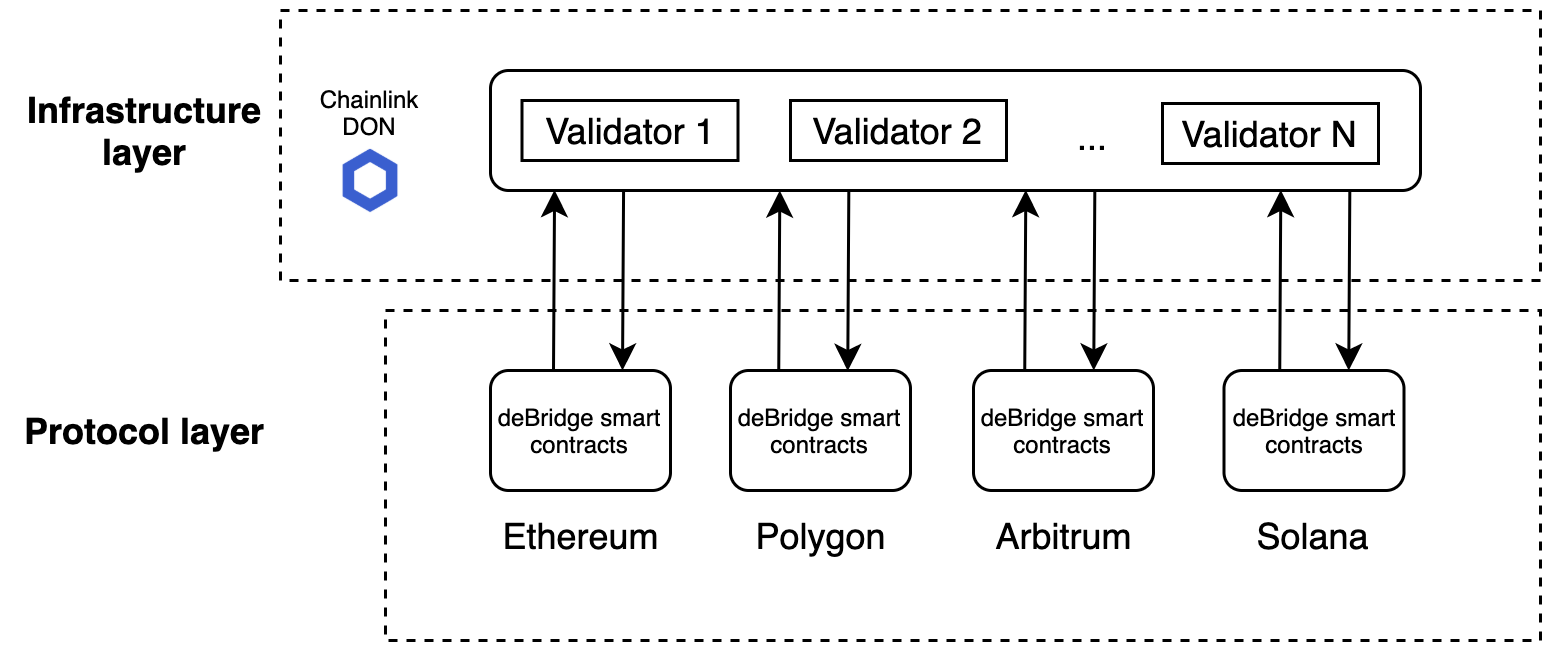 Infrastructure
layer
Chainlink
DON
Validator 1
Validator 2
...
Validator N
Protocol layer
deBridge smart
contracts
deBridge smart
contracts
deBridge smart
contracts
deBridge smart
contracts
Ethereum
Polygon
Arbitrum
Solana